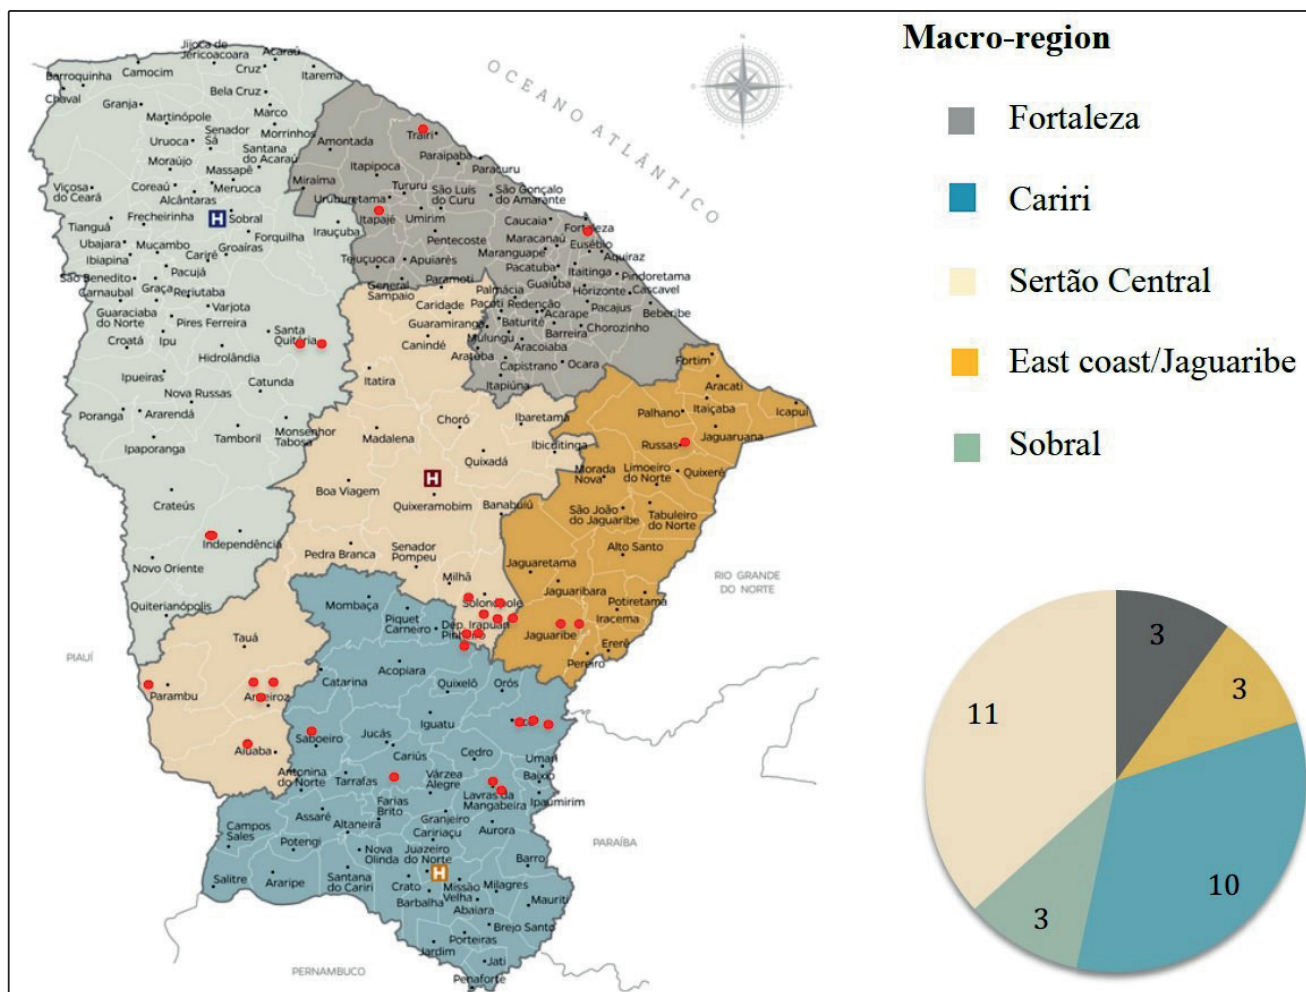 Macro-region
Fortaleza
Cariri
Sertão Central
East coast/Jaguaribe
Sobral
OCEANO ATLÂNTICO
N
Jijoca de
Jericoacoara
Acaraú
Cruz
Itarema
Barroquinha
Camocim
Chaval
Granja
Bela Cruz
Marco
Martinópole
Senador
Sá
Morrinhos
Uruoca
Santana
do Acaraú
Moraújo
Massapê
Viçosa
do Ceará
Coreaú
Meruoca
Alcântaras
Tianguá
Frecheirinha
H
Sobral
Forquilha
Irauçuba
Ubajara
Mucambo
Cariré
Groaíras
Ibiapina
Pacujá
São Benedito
Graça
Reriutaba
Carnaubal
Varjota
Guaraciaba
do Norte
Pires Ferreira
Santa
Quitéria
Croatá
Ipu
Hidrolândia
Ipueiras
Catunda
Nova Russas
Poranga
Ararendá
Tamboril
Monsenhor
Tabosa
Ipaporanga
Crateús
Independência
Novo Oriente
Quiterianópolis
Trairi
Amontada
Paraipaba
Paracuru
Itapipoca
Miraíma
Tururu
São Luis
do Curu
São Gonçalo
do Amarante
Uruburetama
Itapajé
Umirim
Caucaia
Fortaleza
Pentecoste
Maracanaú
Eusébio
Maranguape
Aquiraz
Tejuçuoca
Apuiarés
Pacatuba
Itaitinga
Pindoretama
General
Sampaio
Paramoti
Guaiúba
Horizonte
Cascavel
Palmácia
Pacoti
Redenção
Pacajus
Beberibe
Caridade
Acarape
Guaramiranga
Baturité
Barreira
Chorozinho
Canindé
Mulungu
Aracoiaba
Aratuba
Capistrano
Ocara
Itapiúna
Itatira
Choró
Ibaretama
Madalena
Ibicuitinga
Quixadá
H
Boa Viagem
Quixeramobim
Banabuiú
Pedra Branca
Senador
Pompeu
Milhã
Solonópole
Dep. Irapuan
Pinheiro
Fortim
Aracati
Itaiçaba
Icapuí
Palhano
Jaguaruana
Russas
Morada
Nova
Limoeiro
do Norte
Quixeré
São João
do Jaguaribe
Tabuleiro
do Norte
Alto Santo
Jaguaretama
Jaguaribara
Potiretama
Iracema
Jaguaribe
Ereré
Pereiro
RIO GRANDE
DO NORTE
PIAUÍ
Tauá
Parambu
Arneiroz
Aiuaba
Mombaça
Piquet
Carneiro
Acopiara
Catarina
Quixelô
Orós
Iguatu
Saboeiro
Jucás
Cariús
Cedro
Umari
Antonina
do Norte
Tarrafas
Várzea
Alegre
Baixio
Lavras da
Mangabeira
Ipaumirim
Farias
Brito
Assaré
Granjeiro
Altaneira
Caririaçu
Aurora
Campos
Sales
Potengi
Nova
Olinda
Juazeiro
do Norte
Barro
H
Salitre
Araripe
Santana
do Cariri
Crato
Missão
Velha
Milagres
Barbalha
Mauriti
Abaiara
Brejo Santo
Porteiras
Jardim
Jati
Penaforte
PARAÍBA
PERNAMBUCO
3
3
11
10
3